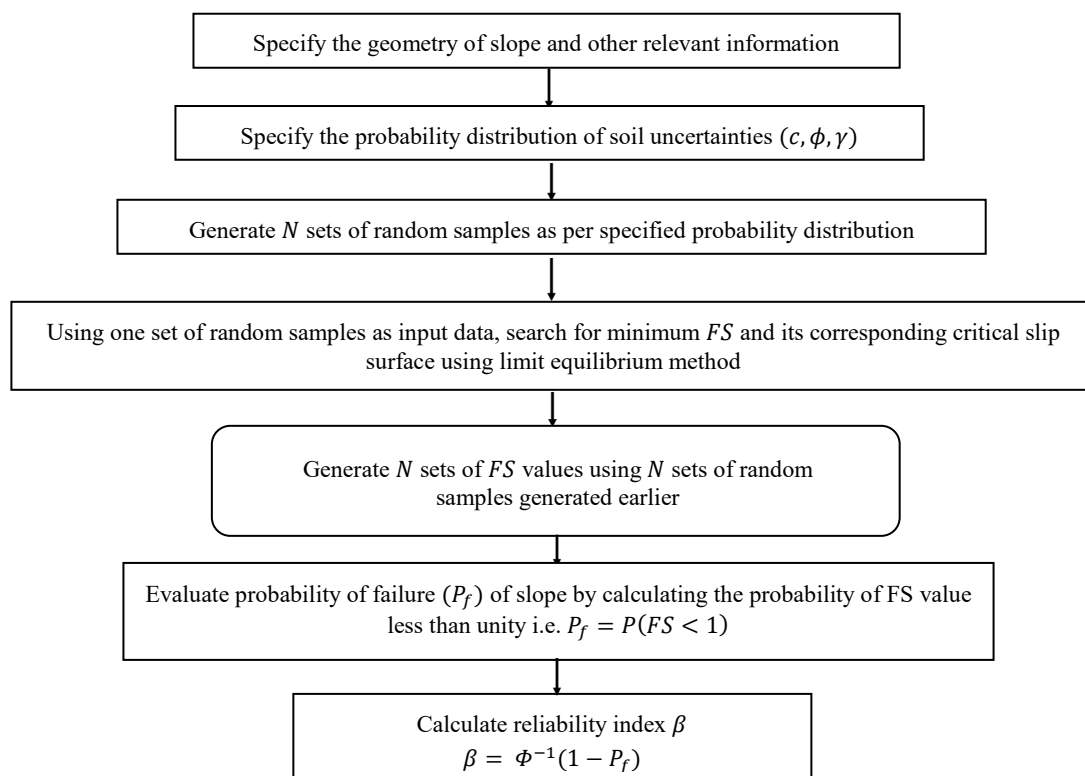 Specify the geometry of slope and other relevant information
Specify the probability distribution of soil uncertainties (c, ϕ, γ)
Generate N sets of random samples as per specified probability distribution
Using one set of random samples as input data, search for minimum FS and its corresponding critical slip
surface using limit equilibrium method
Generate N sets of FS values using N sets of random
samples generated earlier
Evaluate probability of failure (P_f) of slope by calculating the probability of FS value
less than unity i.e. P_f = P(FS < 1)
Calculate reliability index β
β = Φ⁻¹(1 − P_f)